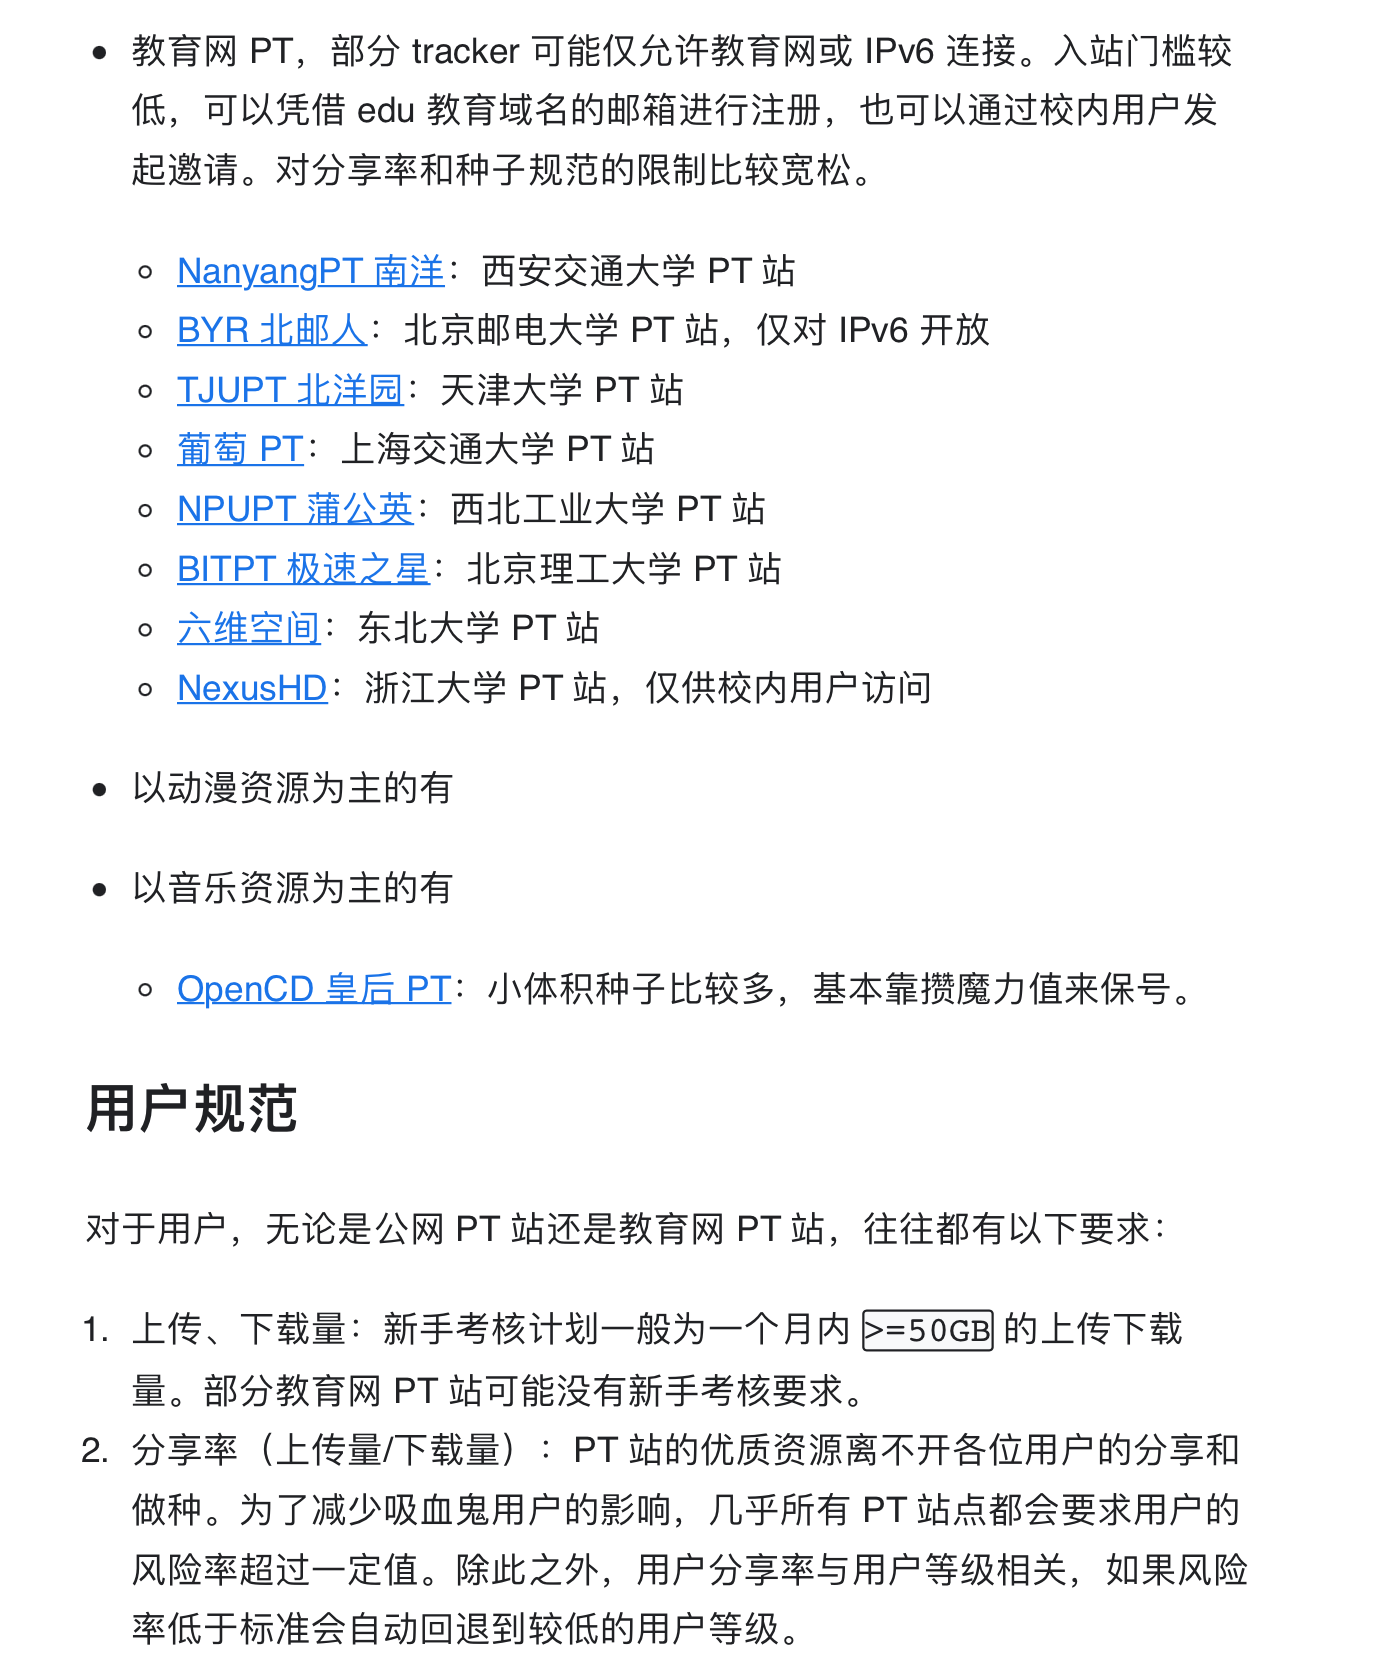 教育网 PT，部分 tracker 可能仅允许教育网或 IPv6 连接。入站门槛较
低，可以凭借 edu 教育域名的邮箱进行注册，也可以通过校内用户发
起邀请。对分享率和种子规范的限制比较宽松。
NanyangPT 南洋：西安交通大学 PT 站
BYR 北邮人：北京邮电大学 PT 站，仅对 IPv6 开放
TJUPT 北洋园：天津大学 PT 站
葡萄 PT：上海交通大学 PT 站
NPUPT 蒲公英：西北工业大学 PT 站
BITPT 极速之星：北京理工大学 PT 站
六维空间：东北大学 PT 站
NexusHD：浙江大学 PT 站，仅供校内用户访问
以动漫资源为主的有
以音乐资源为主的有
OpenCD 皇后 PT：小体积种子比较多，基本靠攒魔力值来保号。
用户规范
对于用户，无论是公网 PT 站还是教育网 PT 站，往往都有以下要求：
1. 上传、下载量：新手考核计划一般为一个月内 >=50GB 的上传下载
量。部分教育网 PT 站可能没有新手考核要求。
2. 分享率（上传量/下载量）：PT 站的优质资源离不开各位用户的分享和
做种。为了减少吸血鬼用户的影响，几乎所有 PT 站点都会要求用户的
风险率超过一定值。除此之外，用户分享率与用户等级相关，如果风险
率低于标准会自动回退到较低的用户等级。